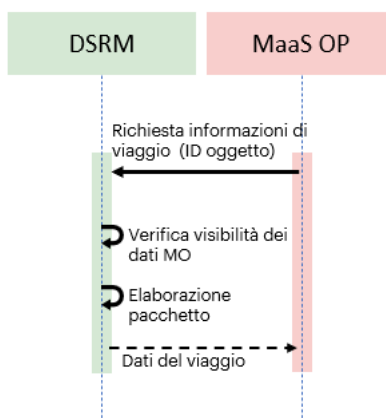 DSRM
MaaS OP
Richiesta informazioni di
viaggio (ID oggetto)
Verifica visibilità dei
dati MO
Elaborazione
pacchetto
Dati del viaggio